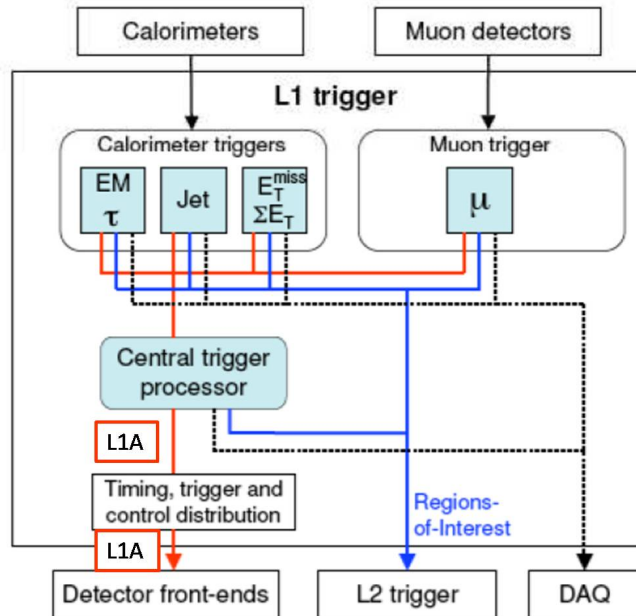 Calorimeters
Muon detectors
L1 trigger
Calorimeter triggers
Muon trigger
EM
τ
Jet
E_T^miss
ΣE_T
μ
Central trigger
processor
L1A
Timing, trigger and
control distribution
Regions-
of-Interest
L1A
Detector front-ends
L2 trigger
DAQ